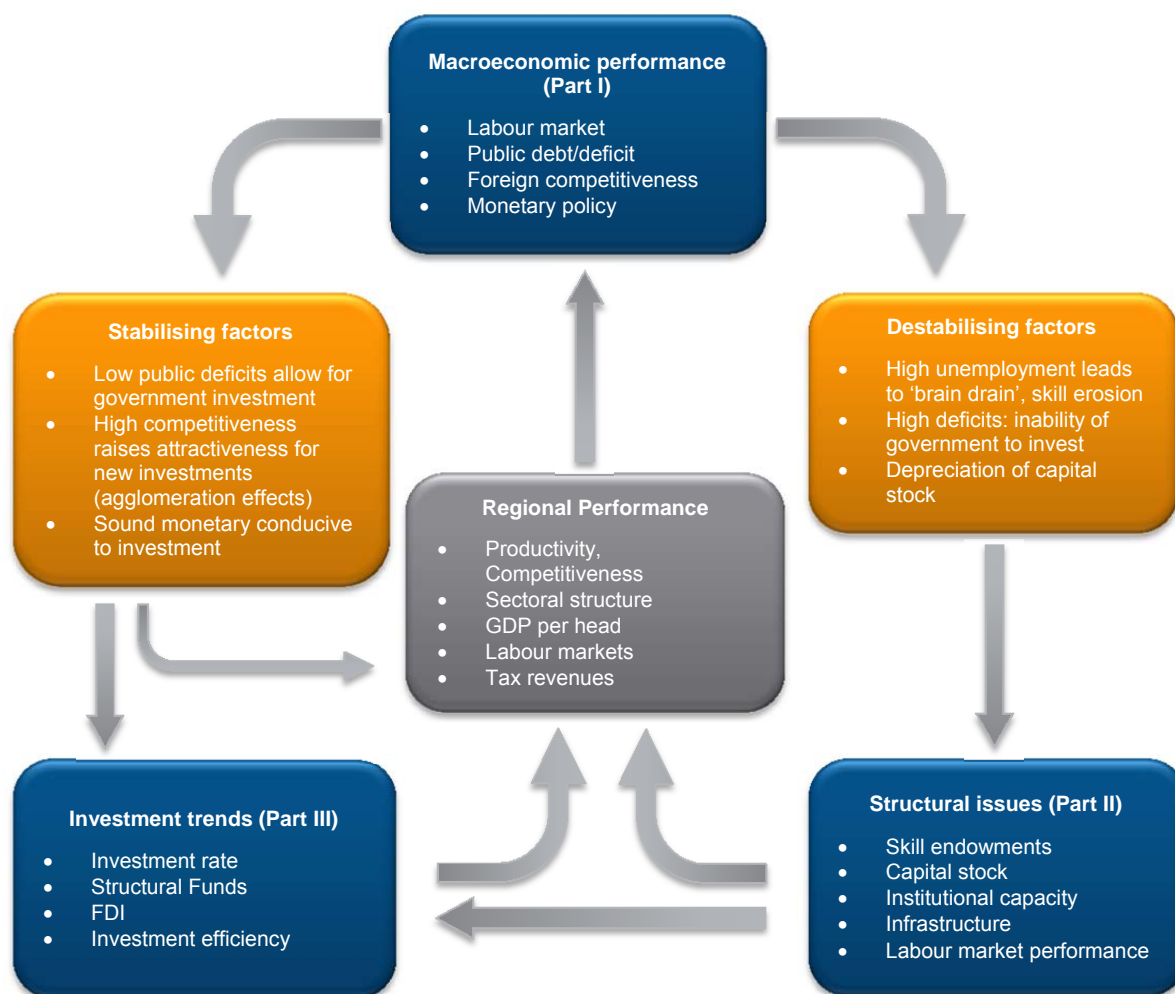 Macroeconomic performance
(Part I)
• Labour market
• Public debt/deficit
• Foreign competitiveness
• Monetary policy
Stabilising factors
• Low public deficits allow for
government investment
• High competitiveness
raises attractiveness for
new investments
(agglomeration effects)
• Sound monetary conducive
to investment
Destabilising factors
• High unemployment leads
to ‘brain drain’, skill erosion
• High deficits: inability of
government to invest
• Depreciation of capital
stock
Regional Performance
• Productivity,
Competitiveness
• Sectoral structure
• GDP per head
• Labour markets
• Tax revenues
Investment trends (Part III)
• Investment rate
• Structural Funds
• FDI
• Investment efficiency
Structural issues (Part II)
• Skill endowments
• Capital stock
• Institutional capacity
• Infrastructure
• Labour market performance